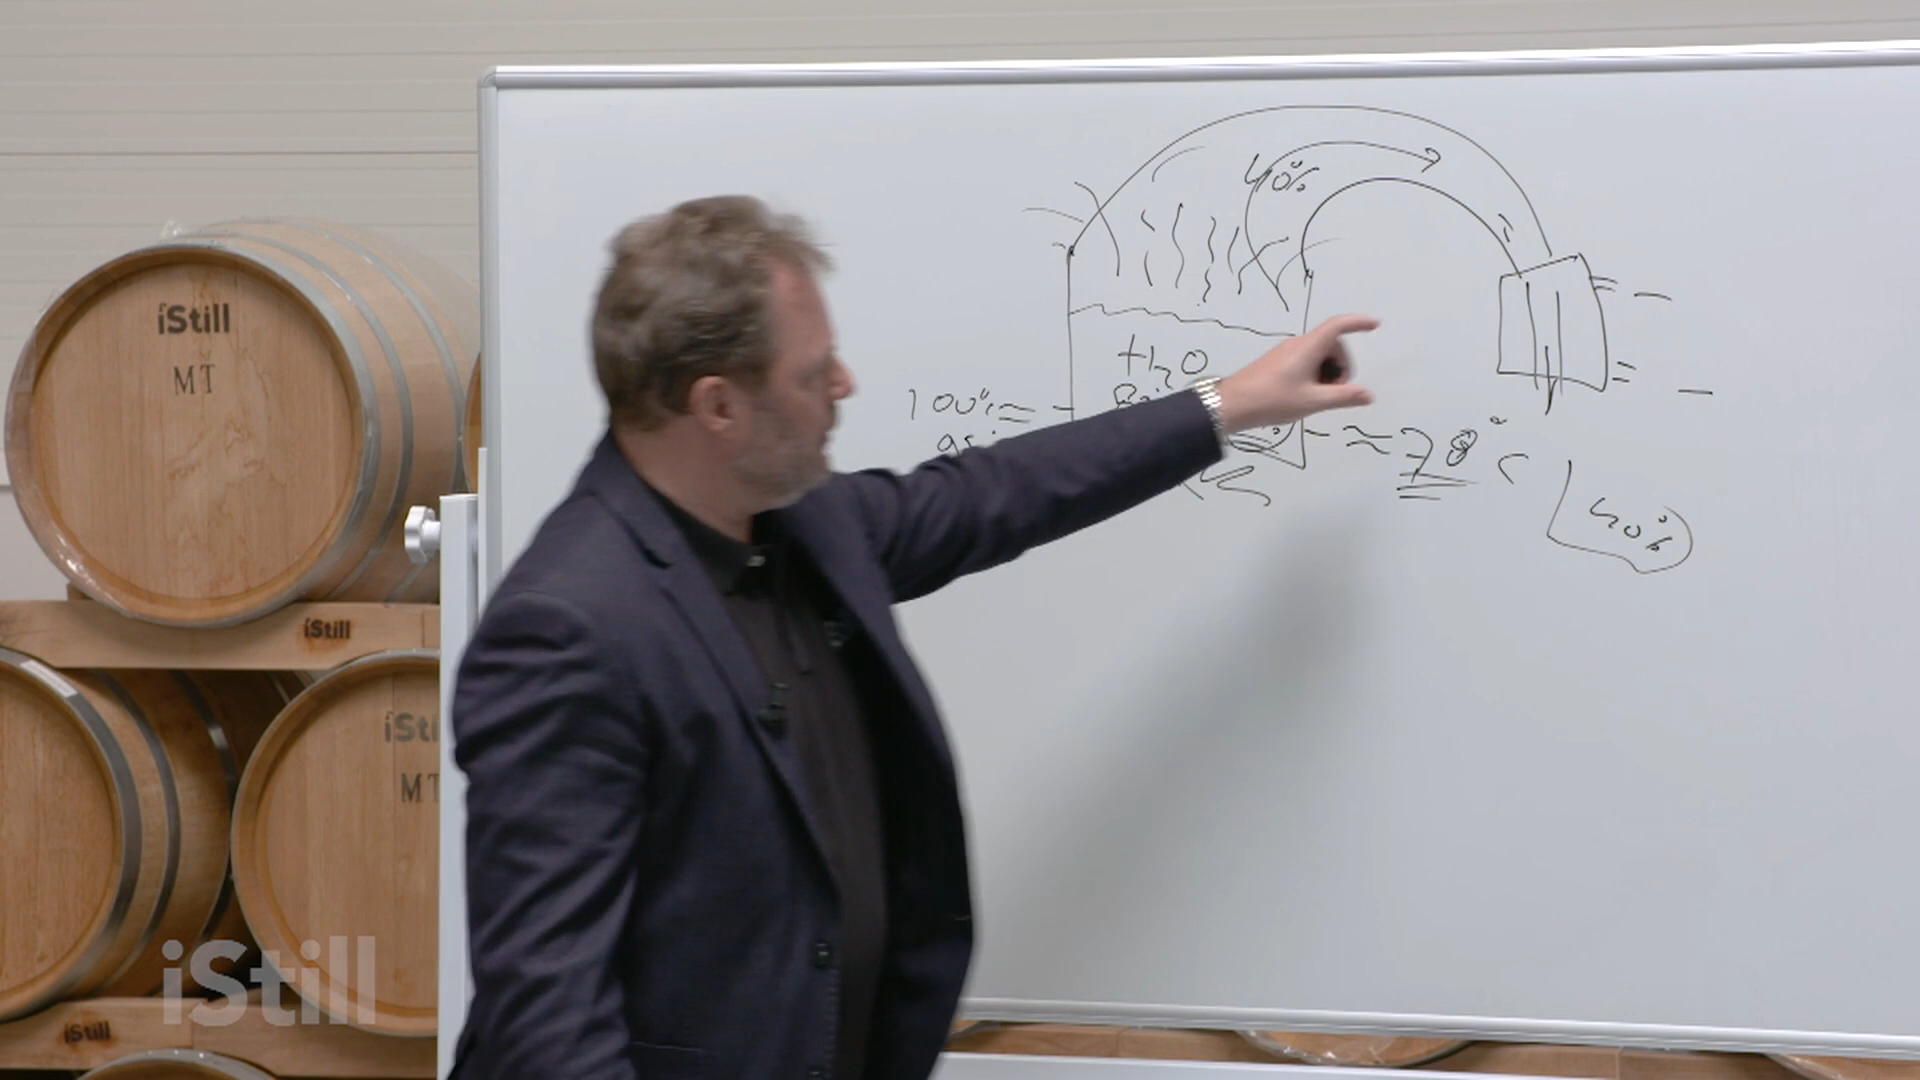 iStill
MT
iStill
iStill
MT
iStill
iStill
40%
H2O
100% =
≈ 78° C
40%